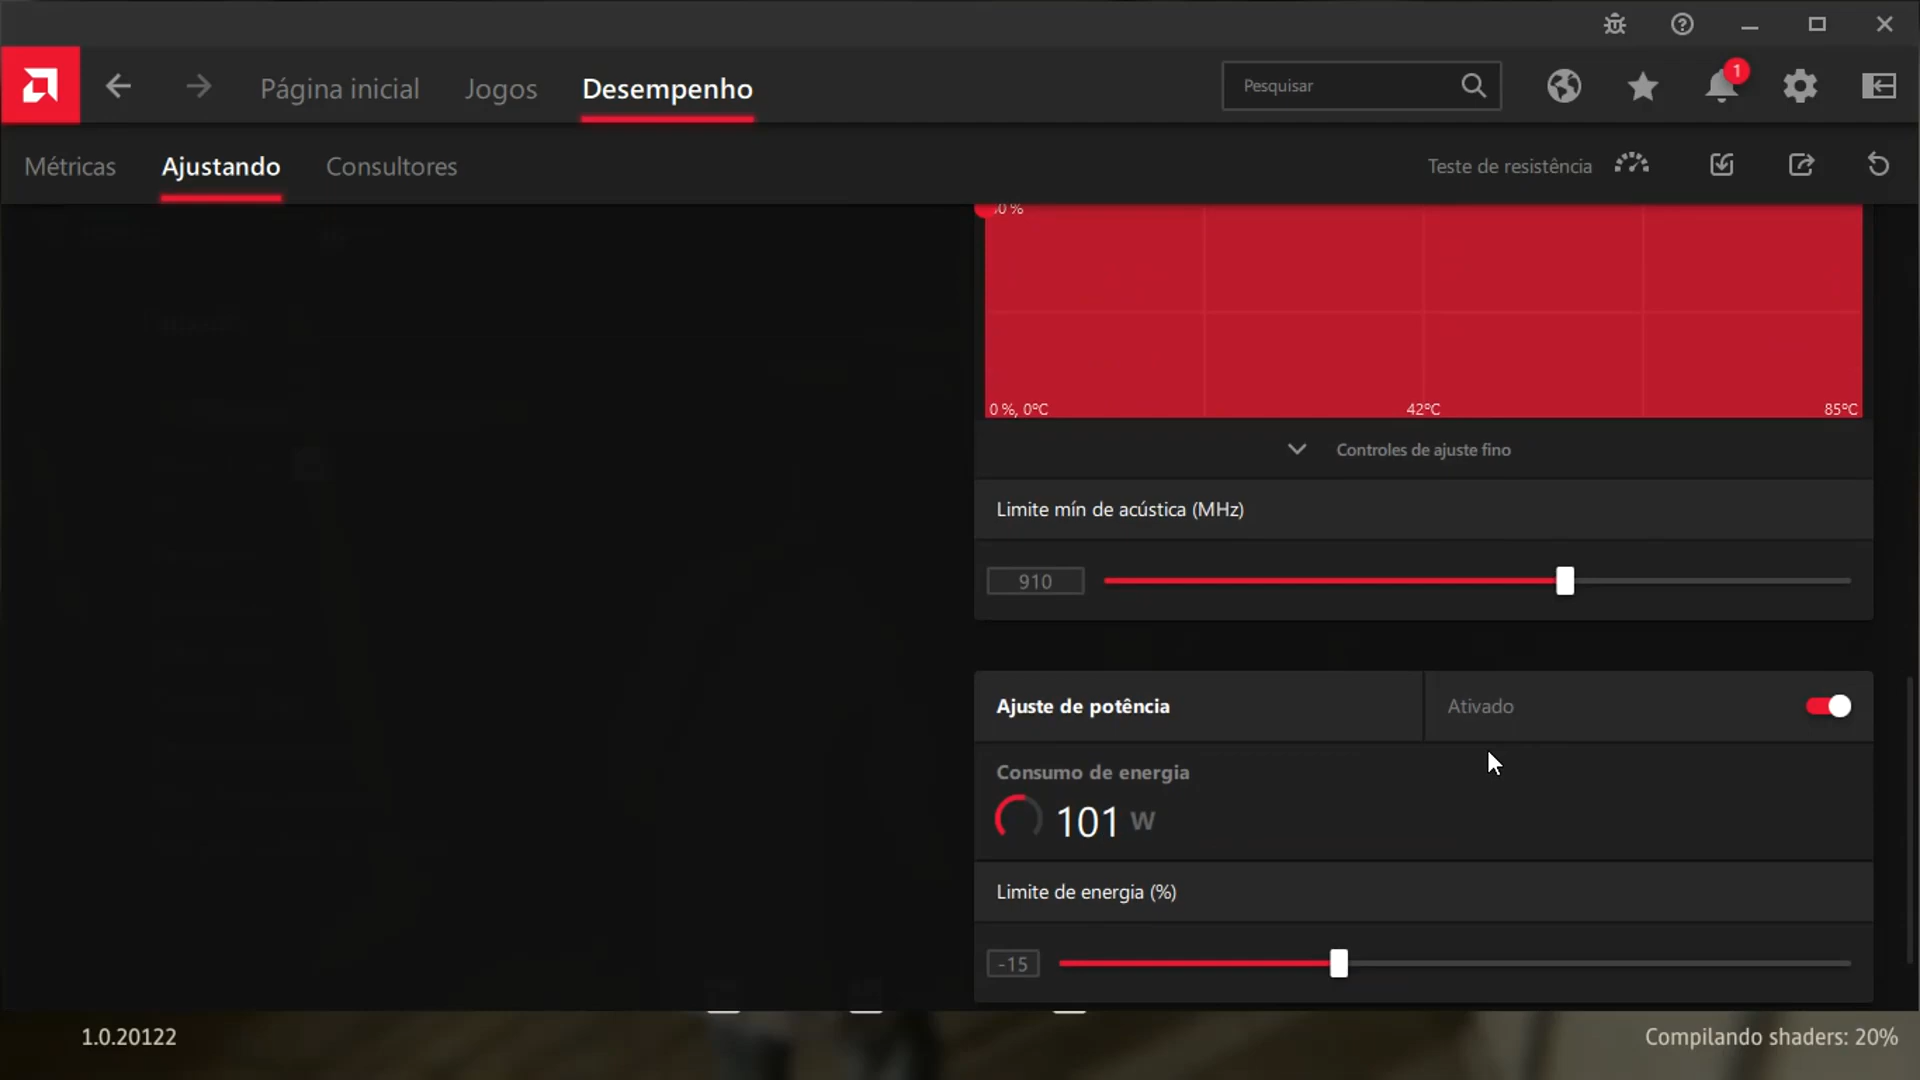 Página inicial
Jogos
Desempenho
Pesquisar
1
Métricas
Ajustando
Consultores
Teste de resistência
0 %
0 %, 0°C
42°C
85°C
Controles de ajuste fino
Limite mín de acústica (MHz)
910
Ajuste de potência
Ativado
Consumo de energia
101 W
Limite de energia (%)
-15
1.0.20122
Compilando shaders: 20%